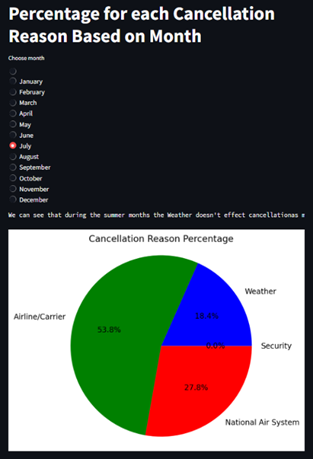 Percentage for each Cancellation
Reason Based on Month
Choose month
January
February
March
April
May
June
July
August
September
October
November
December
We can see that during the summer months the Weather doesn't effect cancellationas
Cancellation Reason Percentage
Weather
Airline/Carrier
53.8%
18.4%
0.0%
Security
27.8%
National Air System